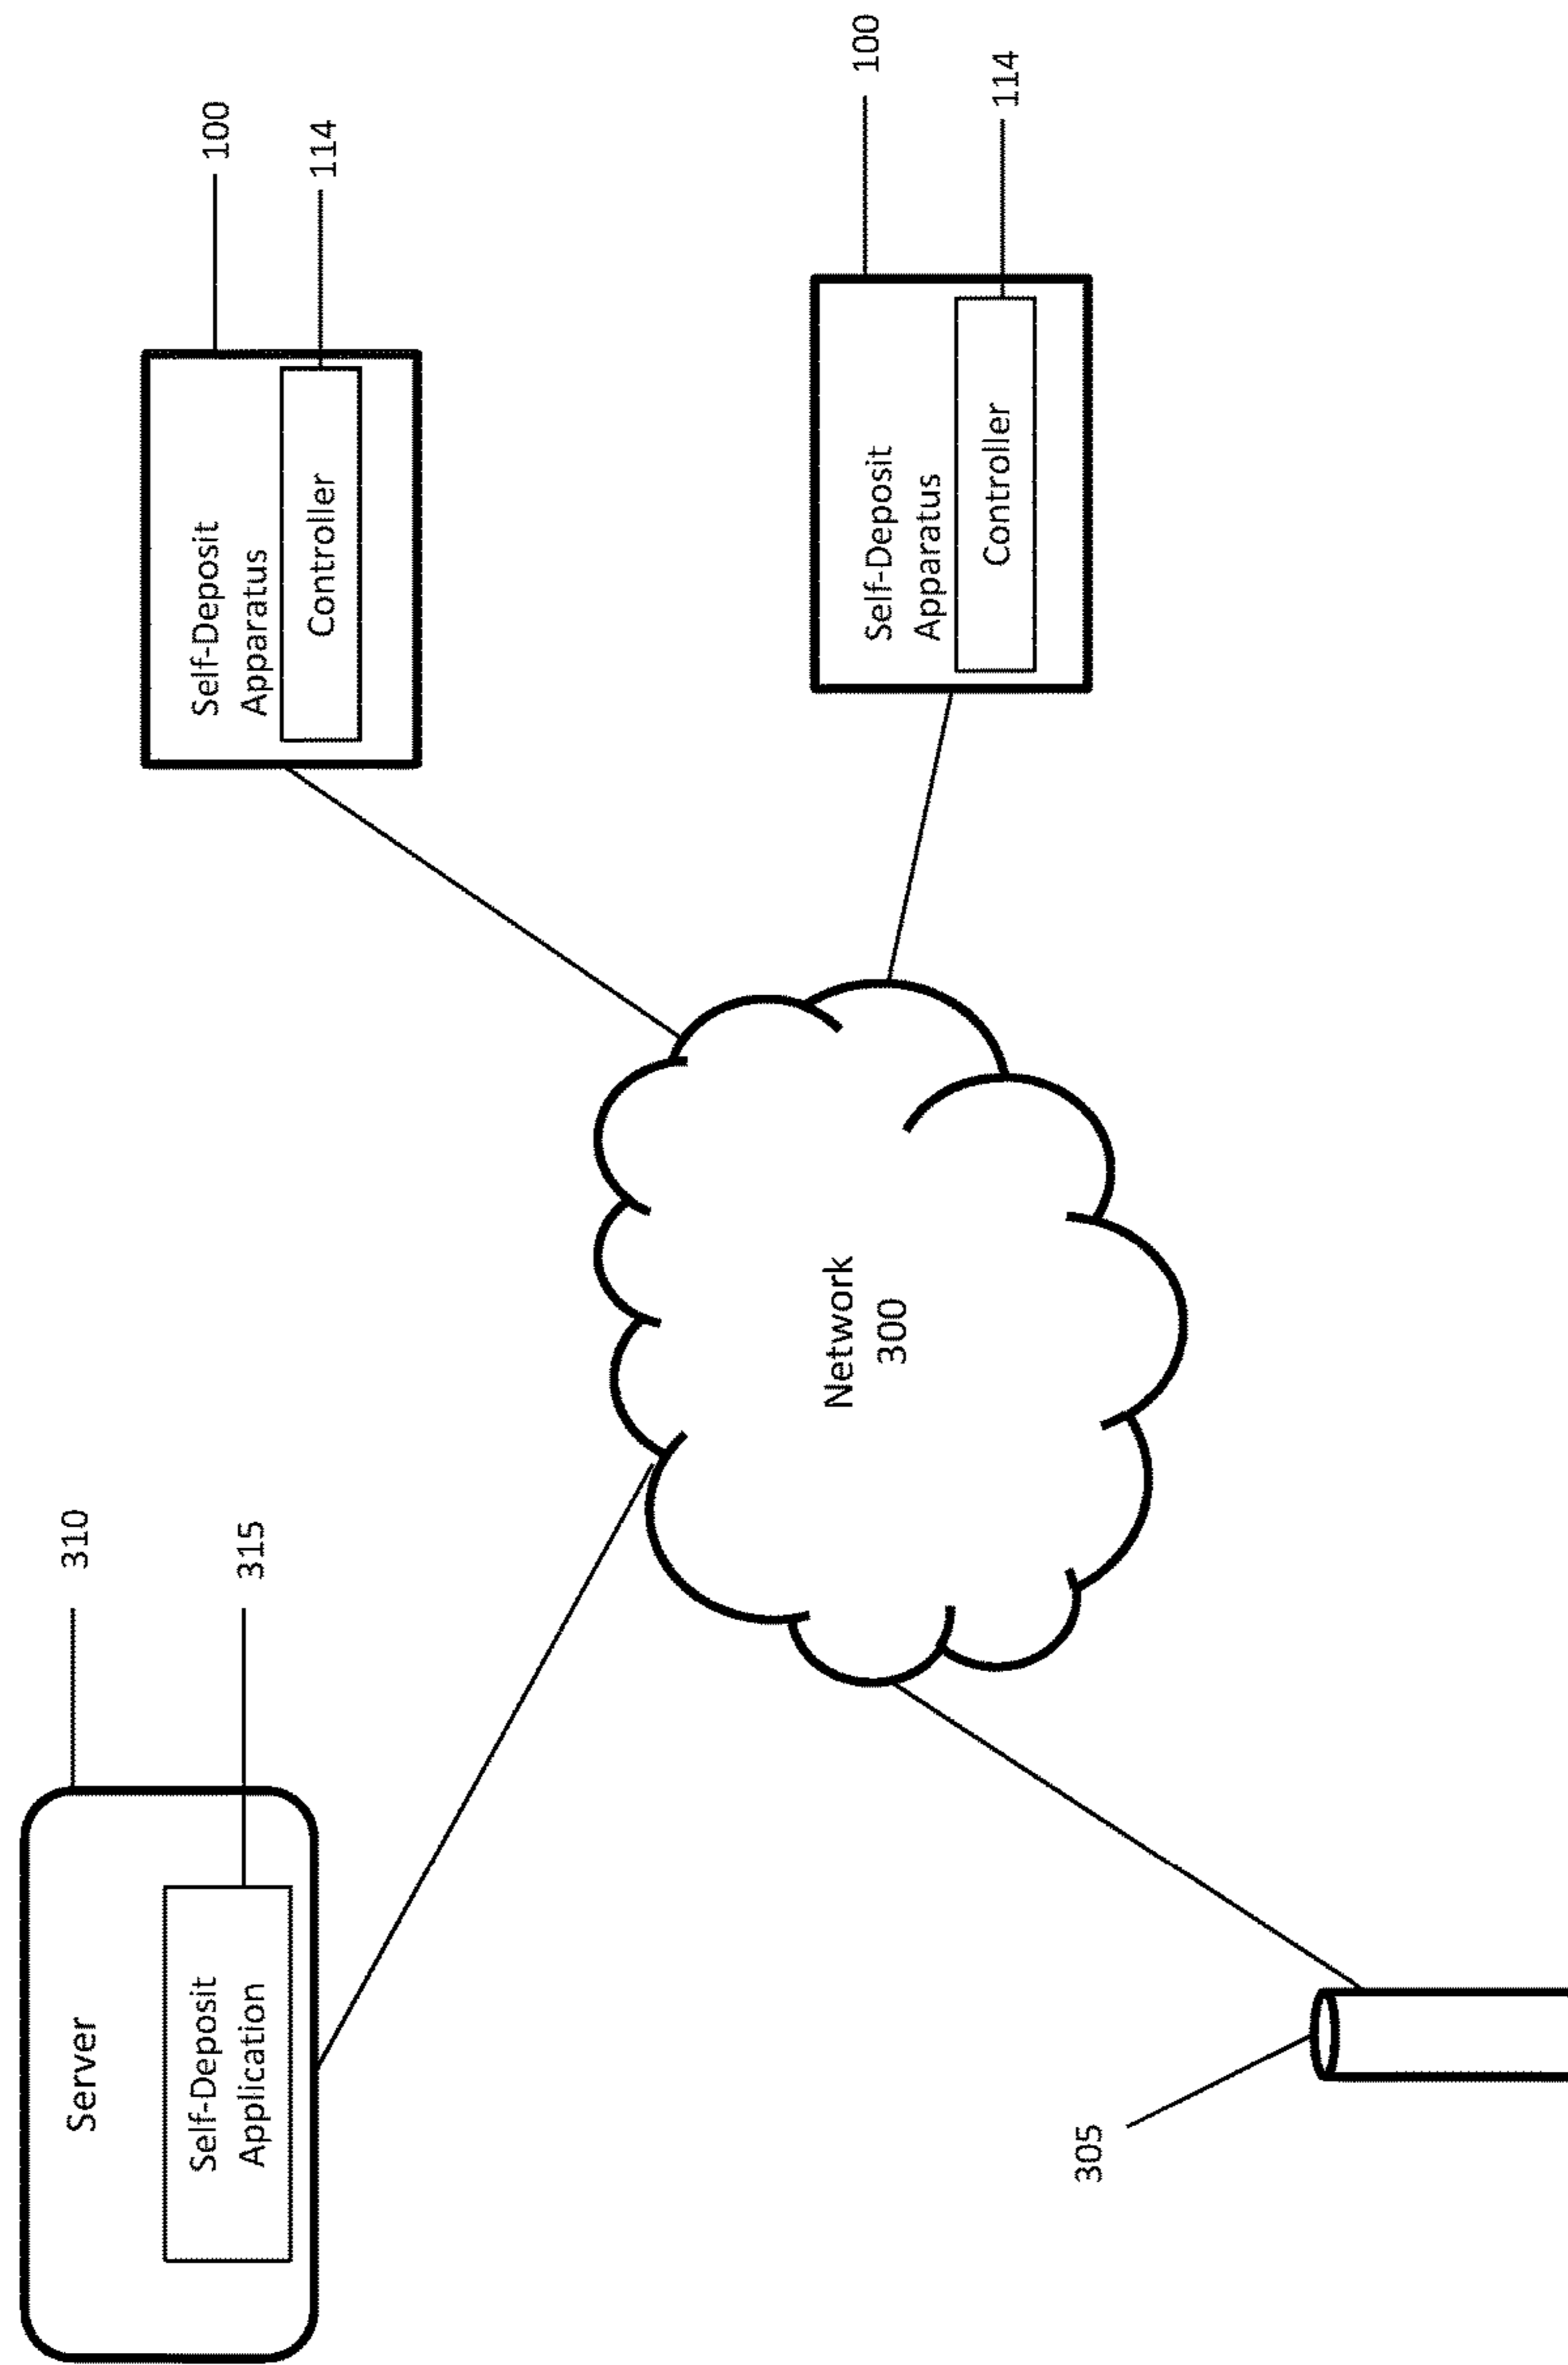 310
Server
315
Self-Deposit
Application
100
Self-Deposit
Apparatus
114
Controller
Network
300
100
Self-Deposit
Apparatus
114
Controller
305